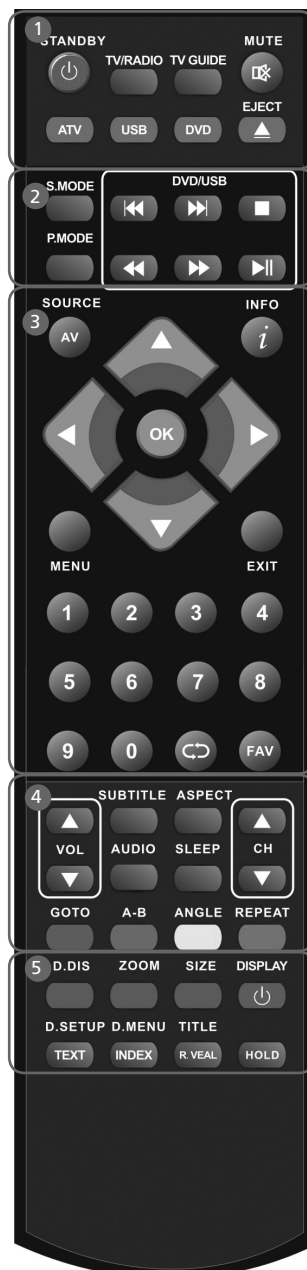 1
STANDBY MUTE
TV/RADIO TV GUIDE
EJECT
ATV USB DVD
2
S.MODE DVD/USB
P.MODE
SOURCE INFO
3
AV i
OK
MENU EXIT
1 2 3 4
5 6 7 8
9 0 FAV
4
SUBTITLE ASPECT
VOL AUDIO SLEEP CH
GOTO A-B ANGLE REPEAT
5
D.DIS ZOOM SIZE DISPLAY
D.SETUP D.MENU TITLE
TEXT INDEX R. VEAL HOLD